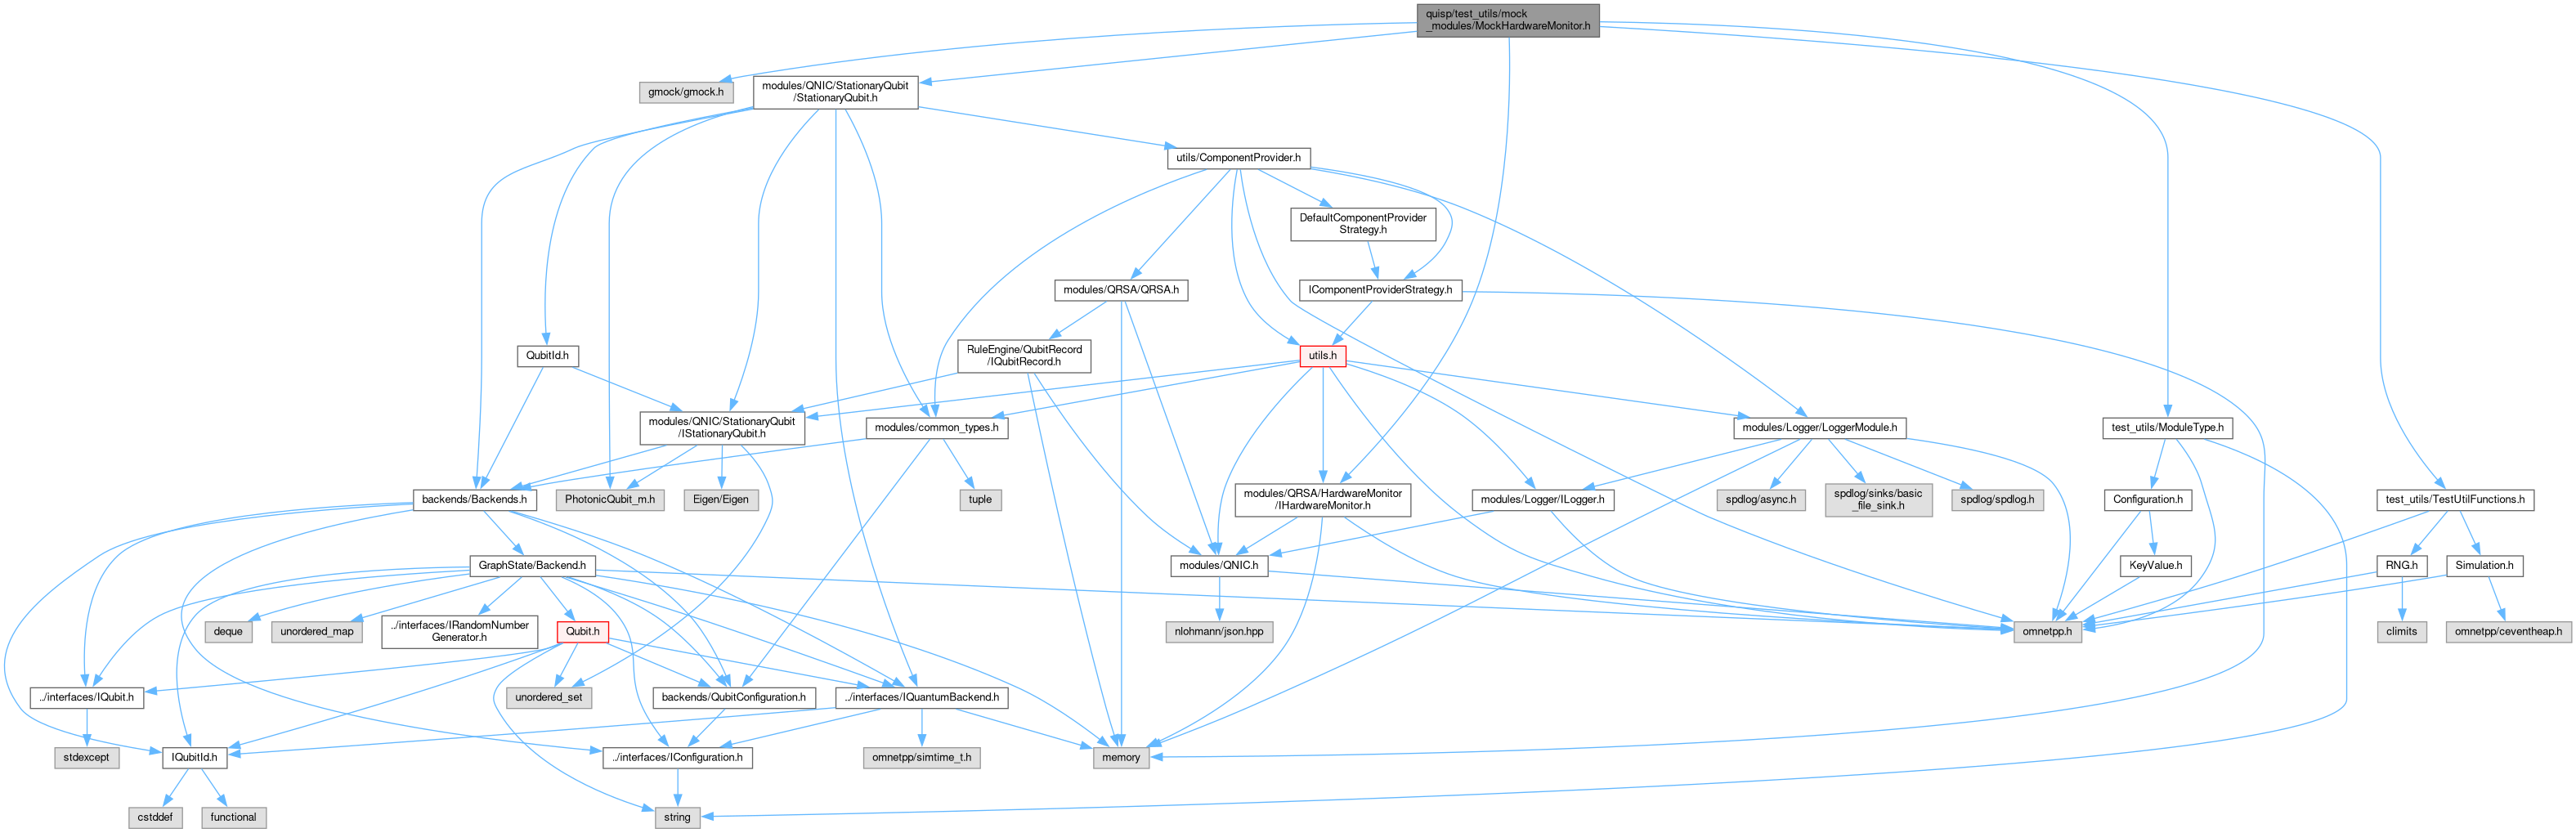 quisp/test_utils/mock
_modules/MockHardwareMonitor.h
gmock/gmock.h
modules/QNIC/StationaryQubit
/StationaryQubit.h
utils/ComponentProvider.h
DefaultComponentProvider
Strategy.h
modules/QRSA/QRSA.h
IComponentProviderStrategy.h
QubitId.h
RuleEngine/QubitRecord
/IQubitRecord.h
utils.h
modules/QNIC/StationaryQubit
/IStationaryQubit.h
modules/common_types.h
modules/Logger/LoggerModule.h
test_utils/ModuleType.h
backends/Backends.h
PhotonicQubit_m.h
Eigen/Eigen
tuple
modules/QRSA/HardwareMonitor
/IHardwareMonitor.h
modules/Logger/ILogger.h
spdlog/async.h
spdlog/sinks/basic
_file_sink.h
spdlog/spdlog.h
Configuration.h
test_utils/TestUtilFunctions.h
GraphState/Backend.h
modules/QNIC.h
KeyValue.h
RNG.h
Simulation.h
deque
unordered_map
../interfaces/IRandomNumber
Generator.h
Qubit.h
nlohmann/json.hpp
omnetpp.h
climits
omnetpp/ceventheap.h
../interfaces/IQubit.h
unordered_set
backends/QubitConfiguration.h
../interfaces/IQuantumBackend.h
stdexcept
IQubitId.h
../interfaces/IConfiguration.h
omnetpp/simtime_t.h
memory
cstddef
functional
string